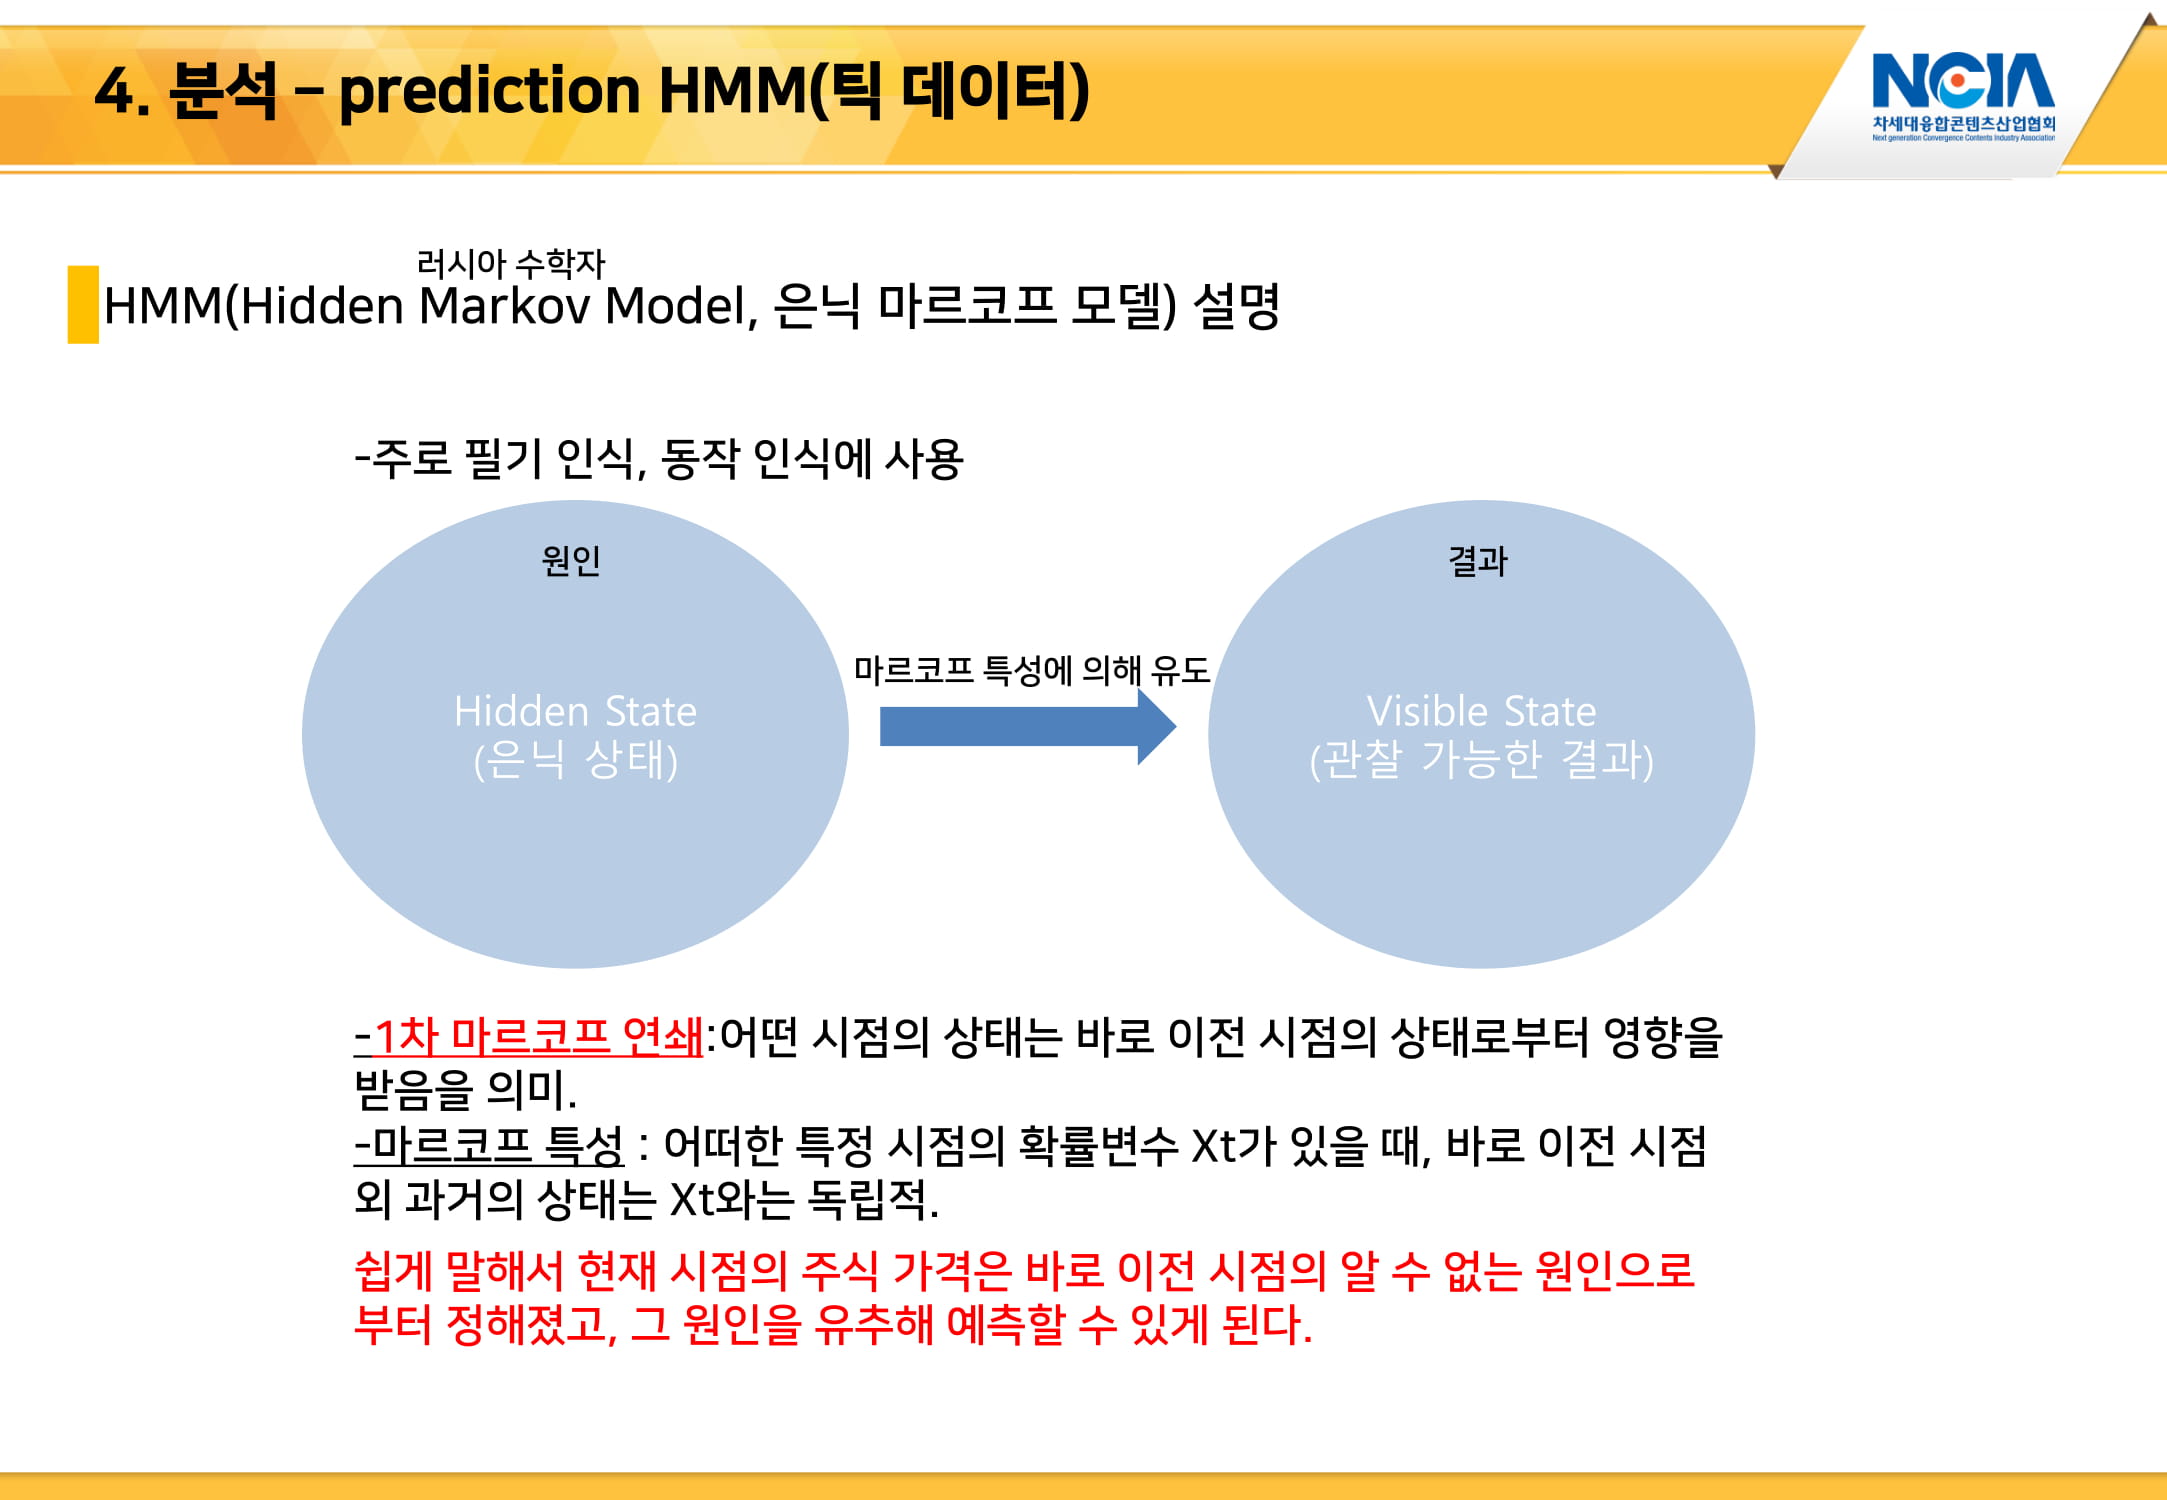 4. 분석 – prediction HMM(틱 데이터)
NCIA
차세대융합콘텐츠산업협회
Next generation Convergence Contents Industry Association
러시아 수학자
HMM(Hidden Markov Model, 은닉 마르코프 모델) 설명
-주로 필기 인식, 동작 인식에 사용
원인
결과
마르코프 특성에 의해 유도
Hidden State
(은닉 상태)
Visible State
(관찰 가능한 결과)
-1차 마르코프 연쇄:어떤 시점의 상태는 바로 이전 시점의 상태로부터 영향을
받음을 의미.
-마르코프 특성 : 어떠한 특정 시점의 확률변수 Xt가 있을 때, 바로 이전 시점
외 과거의 상태는 Xt와는 독립적.
쉽게 말해서 현재 시점의 주식 가격은 바로 이전 시점의 알 수 없는 원인으로
부터 정해졌고, 그 원인을 유추해 예측할 수 있게 된다.